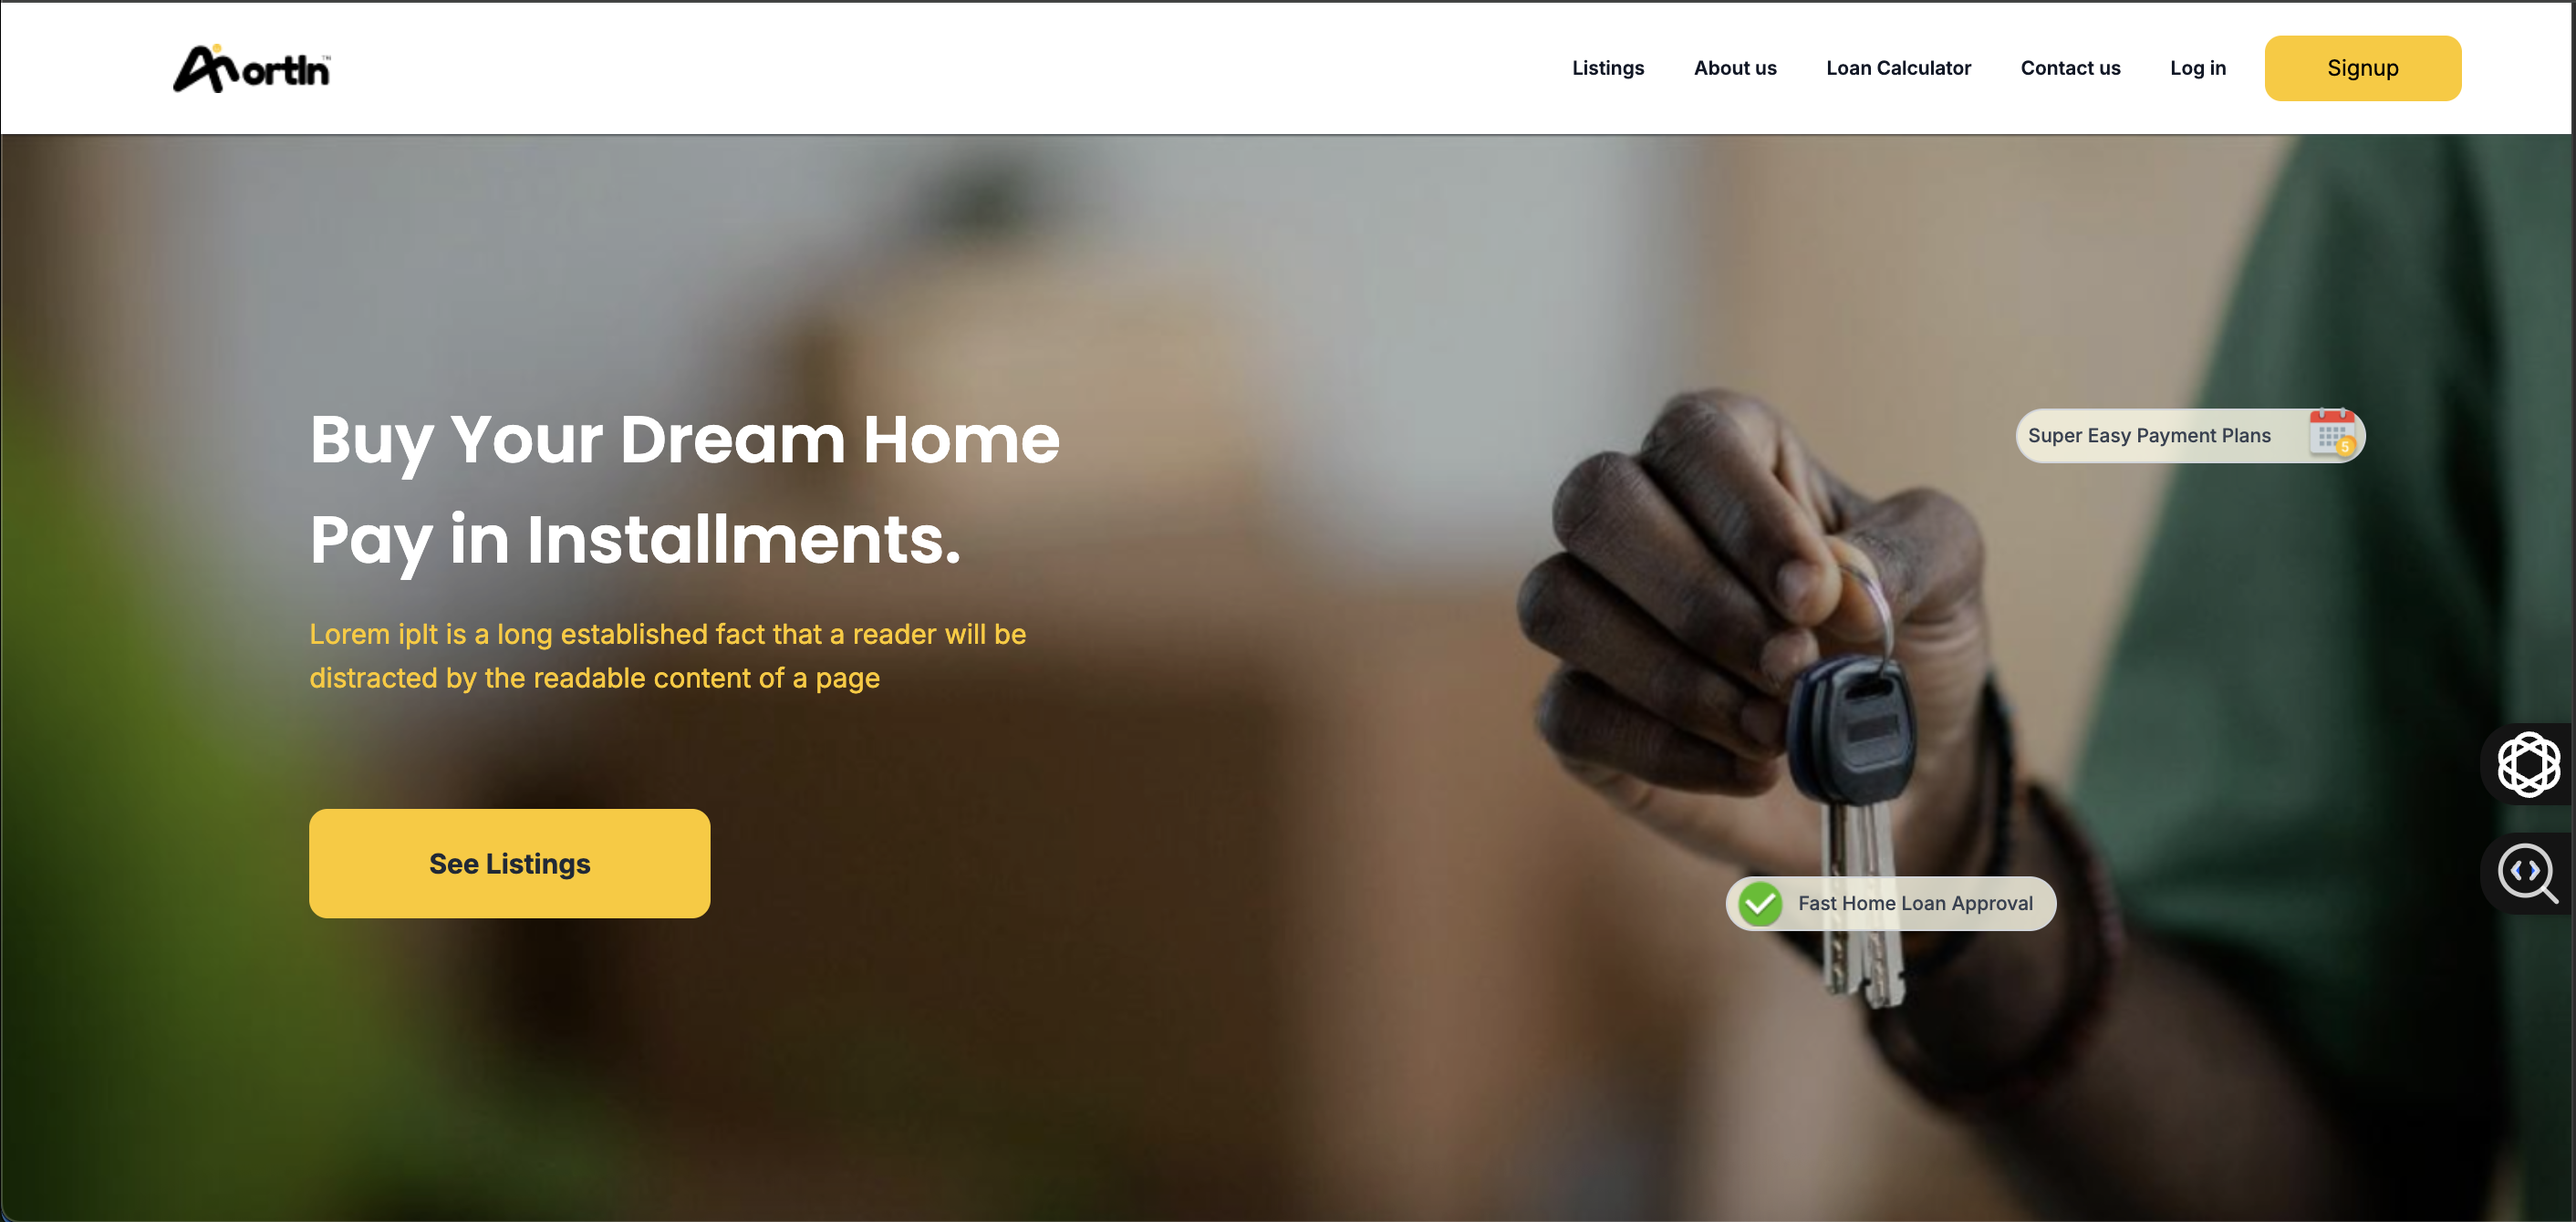 ortIn
TM
Listings
About us
Loan Calculator
Contact us
Log in
Signup
Buy Your Dream Home
Pay in Installments.
Super Easy Payment Plans
5
Lorem iplt is a long established fact that a reader will be
distracted by the readable content of a page
See Listings
Fast Home Loan Approval